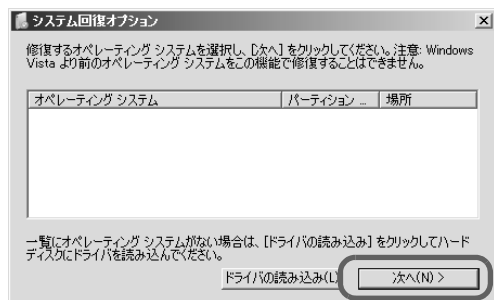 システム回復オプション
修復するオペレーティング システムを選択し、[次へ] をクリックしてください。注意: Windows
Vista より前のオペレーティング システムをこの機能で修復することはできません。
オペレーティング システム パーティション ... 場所
一覧にオペレーティング システムがない場合は、[ドライバの読み込み] をクリックしてハード
ディスクにドライバを読み込んでください。
ドライバの読み込み(L) 次へ(N) >